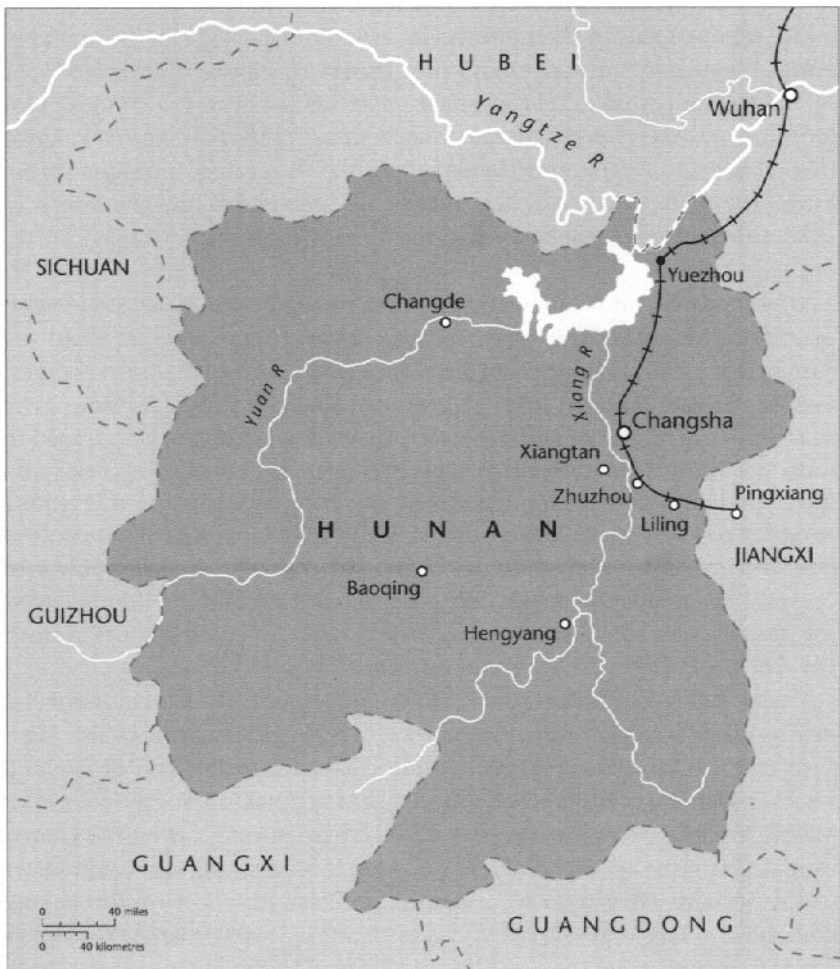 HUBEI
Yangtze R
Wuhan
SICHUAN
Yuezhou
Changde
Yuan R
Xiang R
Changsha
Xiangtan
Zhuzhou
Liling
Pingxiang
HUNAN
JIANGXI
Baoqing
GUIZHOU
Hengyang
GUANGXI
0 40 miles
0 40 kilometres
GUANGDONG